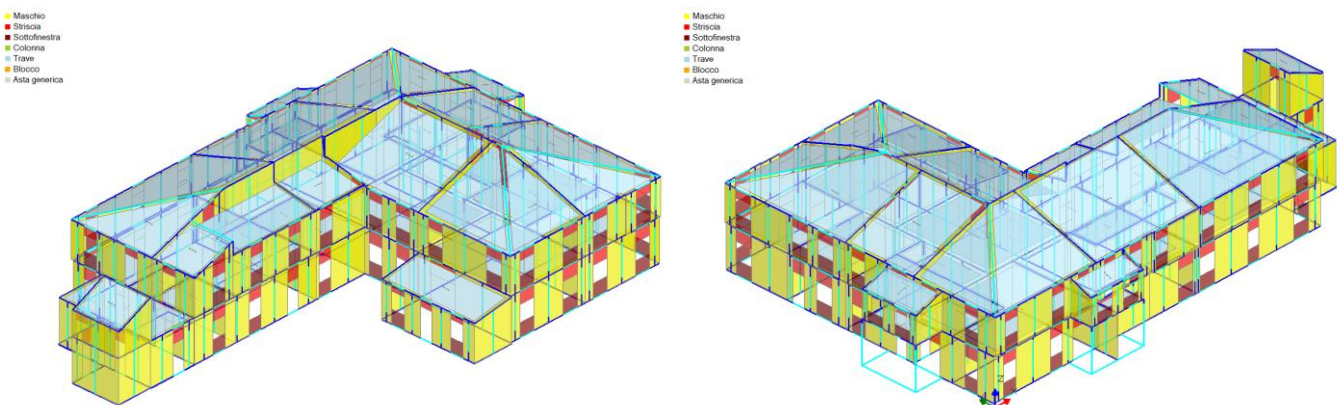 Maschio
Striscia
Sottofinestra
Colonna
Trave
Blocco
Asta generica
Maschio
Striscia
Sottofinestra
Colonna
Trave
Blocco
Asta generica
Z